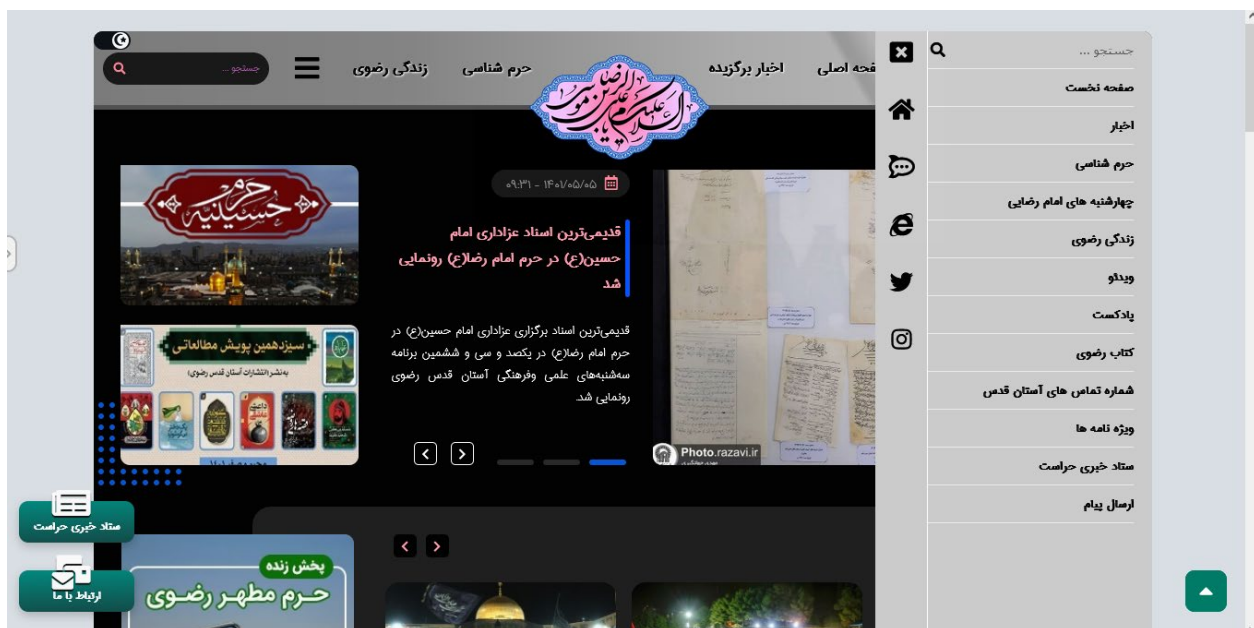 جستجو ...
صفحه نخست
اخبار
حرم شناسی
چهارشنبه های امام رضایی
زندگی رضوی
ویدئو
پادکست
کتاب رضوی
شماره تماس های آستان قدس
ویژه نامه ها
ستاد خبری حراست
ارسال پیام
فحه اصلی
اخبار برگزیده
حرم شناسی
زندگی رضوی
جستجو ...
۱۴۰۱/۰۵/۰۵ - ۰۹:۳۱
قدیمی‌ترین اسناد عزاداری امام
حسین(ع) در حرم امام رضا(ع) رونمایی
شد
قدیمی‌ترین اسناد برگزاری عزاداری امام حسین(ع) در
حرم امام رضا(ع) در یکصد و سی و ششمین برنامه
سه‌شنبه‌های علمی وفرهنگی آستان قدس رضوی
رونمایی شد.
Photo.razavi.ir
حرم
حسینیه
سیزدهمین پویش مطالعاتی
به‌نشر (انتشارات آستان قدس رضوی)
پخش زنده
حرم مطهر رضوی
ستاد خبری حراست
ارتباط با ما